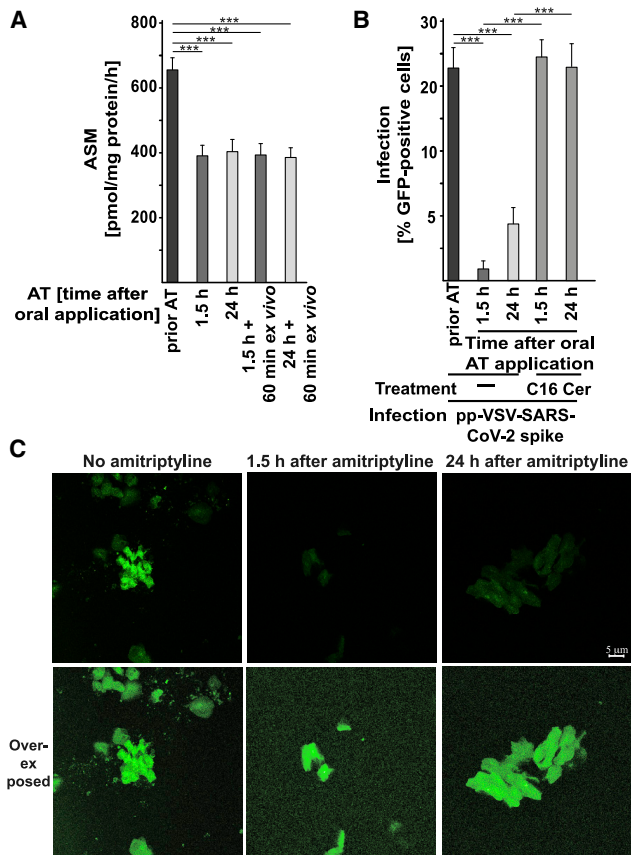 A
***
***
***
***
800
600
400
200
ASM
[pmol/mg protein/h]
AT [time after
oral application]
prior AT
1.5 h
24 h
1.5 h +
60 min ex vivo
24 h +
60 min ex vivo
B
***
***
***
***
30
20
10
5
Infection
[% GFP-positive cells]
prior AT
1.5 h
24 h
1.5 h
24 h
Time after oral
AT application
Treatment – C16 Cer
Infection pp-VSV-SARS-
CoV-2 spike
C
No amitriptyline
1.5 h after amitriptyline
24 h after amitriptyline
5 µm
Over-
ex
posed